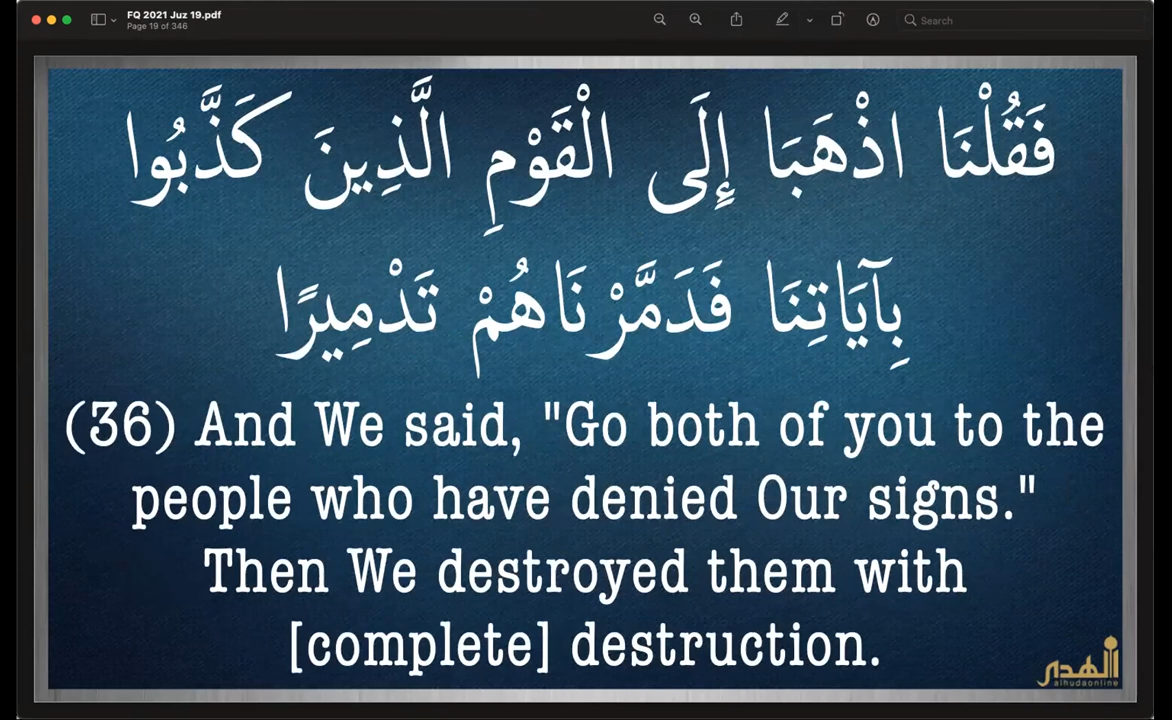 FQ 2021 Juz 19.pdf
Page 19 of 346
Search
فَقُلْنَا اذْهَبَا إِلَى الْقَوْمِ الَّذِينَ كَذَّبُوا
بِآيَاتِنَا فَدَمَّرْنَاهُمْ تَدْمِيرًا
(36) And We said, "Go both of you to the
people who have denied Our signs."
Then We destroyed them with
[complete] destruction.
الهدى
alhudaonline